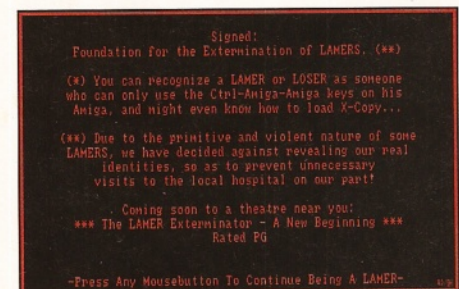 Signed:
Foundation for the Extermination of LAMERS. (**)
(*) You can recognize a LAMER or LOSER as someone
who can only use the Ctrl-Amiga-Amiga keys on his
Amiga, and might even know how to load X-Copy...
(**) Due to the primitive and violent nature of some
LAMERS, we have decided against revealing our real
identities, so as to prevent unnecessary
visits to the local hospital on our part!
Coming soon to a theatre near you:
*** The LAMER Exterminator - A New Beginning ***
Rated PG
-Press Any Mousebutton To Continue Being A LAMER-